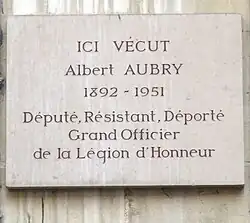 ICI VÉCUT
Albert AUBRY
1892 - 1951
Député, Résistant, Déporté
Grand Officier
de la Légion d'Honneur